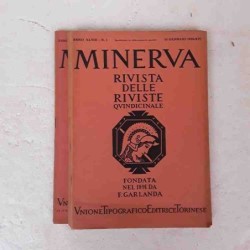 MINERVA
RIVISTA
DELLE
RIVISTE
QVINDICINALE
FONDATA
NEL 1891 DA
F. GARLANDA
VNIONE TIPOGRAFICO EDITRICE TORINESE